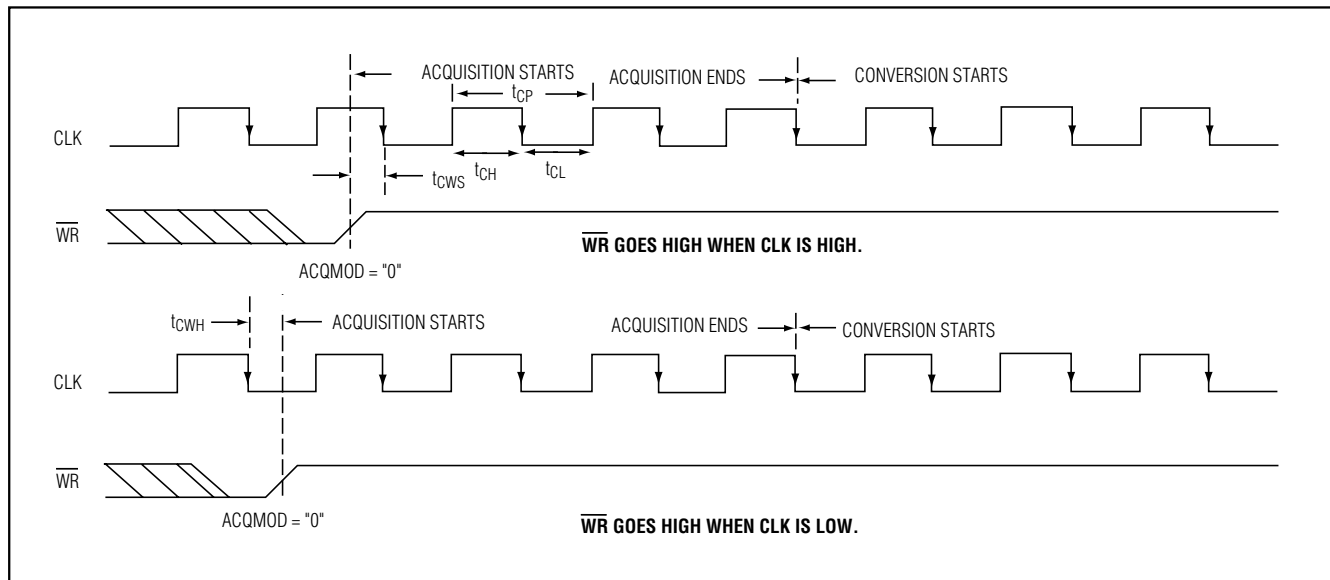 ACQUISITION STARTS
ACQUISITION ENDS
CONVERSION STARTS
tCP
CLK
tCWS
tCH
tCL
WR
WR GOES HIGH WHEN CLK IS HIGH.
ACQMOD = "0"
tCWH
ACQUISITION STARTS
ACQUISITION ENDS
CONVERSION STARTS
CLK
WR
ACQMOD = "0"
WR GOES HIGH WHEN CLK IS LOW.